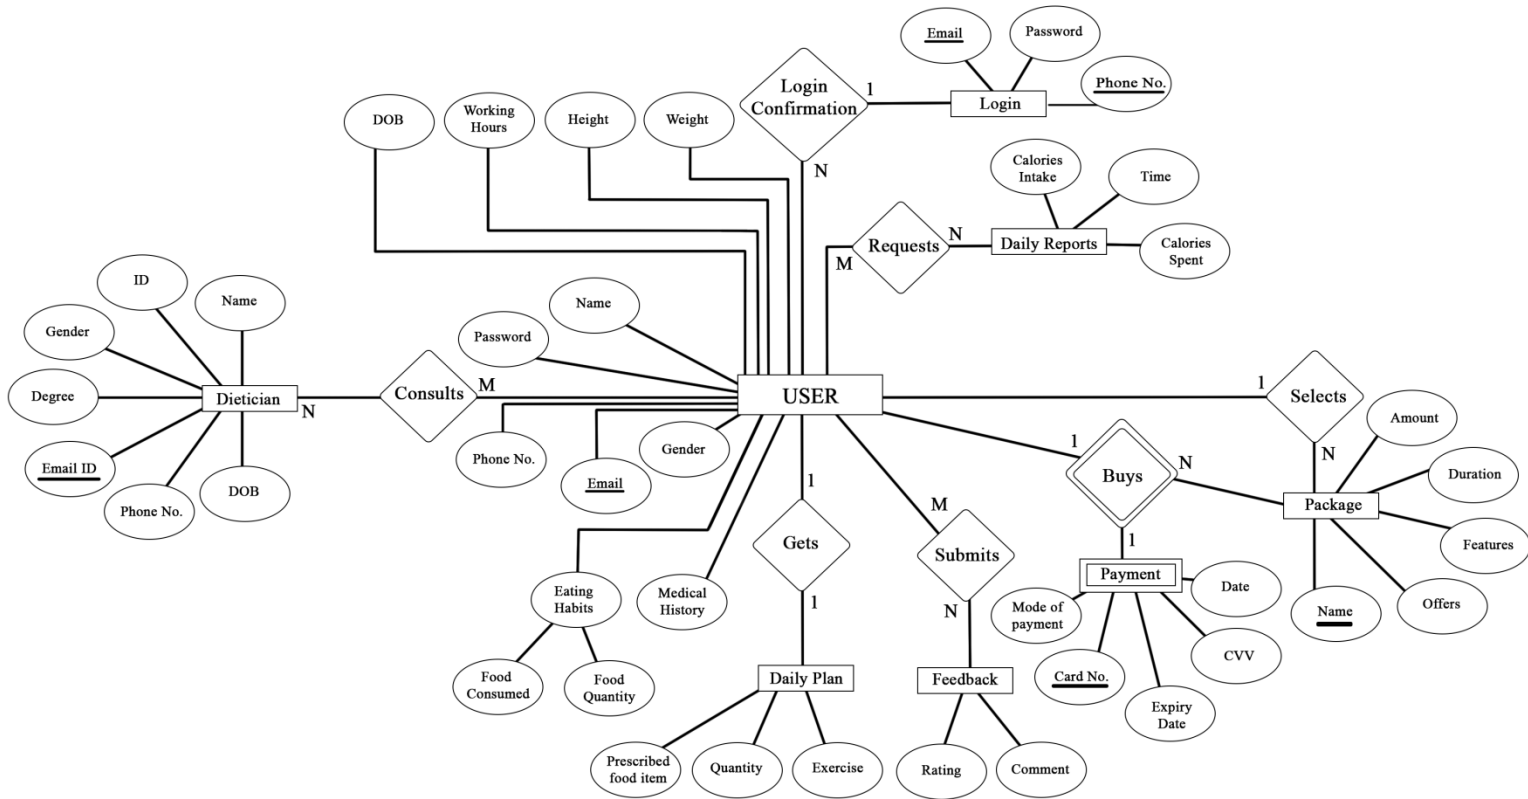 Email
Password
Phone No.
Login
Confirmation
1
Login
N
DOB
Working
Hours
Height
Weight
Calories
Intake
Time
Requests
M
N
Daily Reports
Calories
Spent
ID
Name
Gender
Degree
Email ID
Phone No.
DOB
Dietician
N
Consults
M
Name
Password
USER
Phone No.
Email
Gender
1
Selects
N
Amount
Duration
Features
Offers
Name
Package
1
Buys
N
1
Payment
Date
Mode of
payment
Card No.
Expiry
Date
CVV
1
Gets
1
M
Submits
N
Eating
Habits
Medical
History
Food
Consumed
Food
Quantity
Daily Plan
Feedback
Prescribed
food item
Quantity
Exercise
Rating
Comment